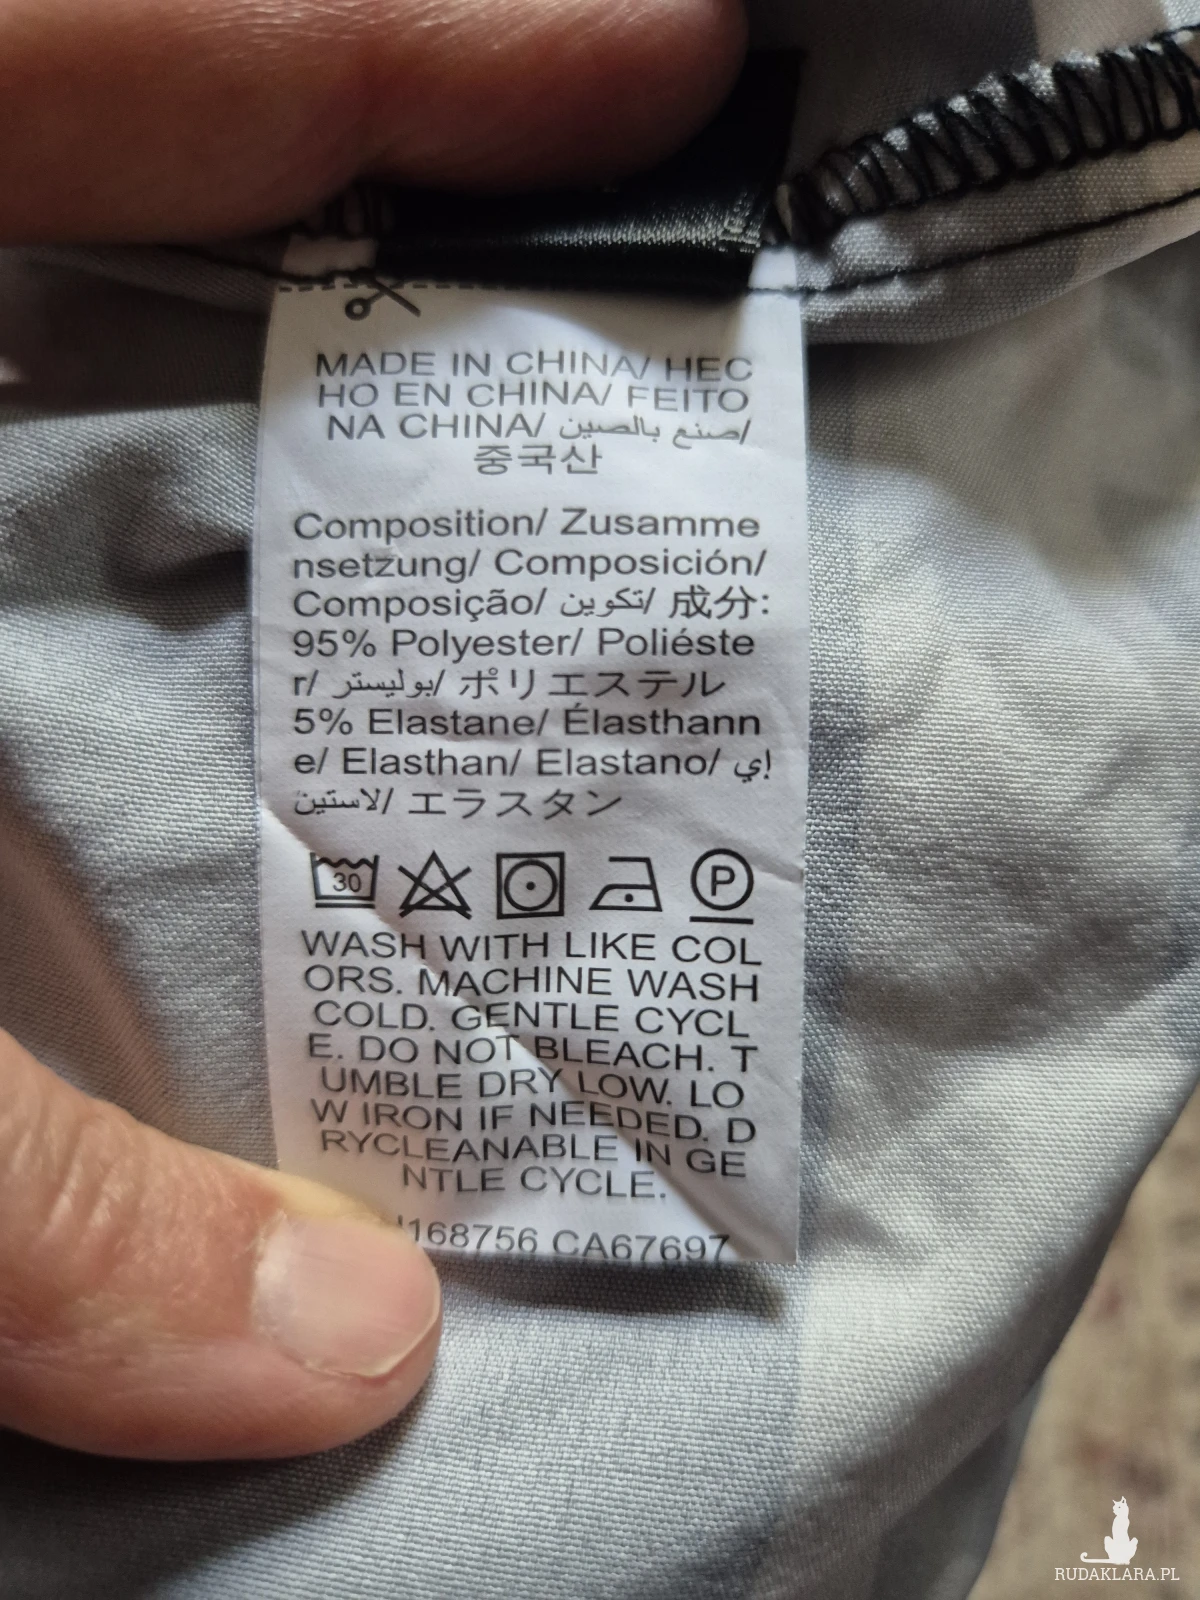 MADE IN CHINA/ HEC
HO EN CHINA/ FEITO
NA CHINA/ صنع بالصين/
중국산
Composition/ Zusamme
nsetzung/ Composición/
Composição/ تكوين/ 成分:
95% Polyester/ Poliéste
r/ بوليستر/ ポリエステル
5% Elastane/ Élasthann
e/ Elasthan/ Elastano/ إي
لاستين/ エラスタン
30
P
WASH WITH LIKE COL
ORS. MACHINE WASH
COLD. GENTLE CYCL
E. DO NOT BLEACH. T
UMBLE DRY LOW. LO
W IRON IF NEEDED. D
RYCLEANABLE IN GE
NTLE CYCLE.
168756 CA67697
RUDAKLARA.PL